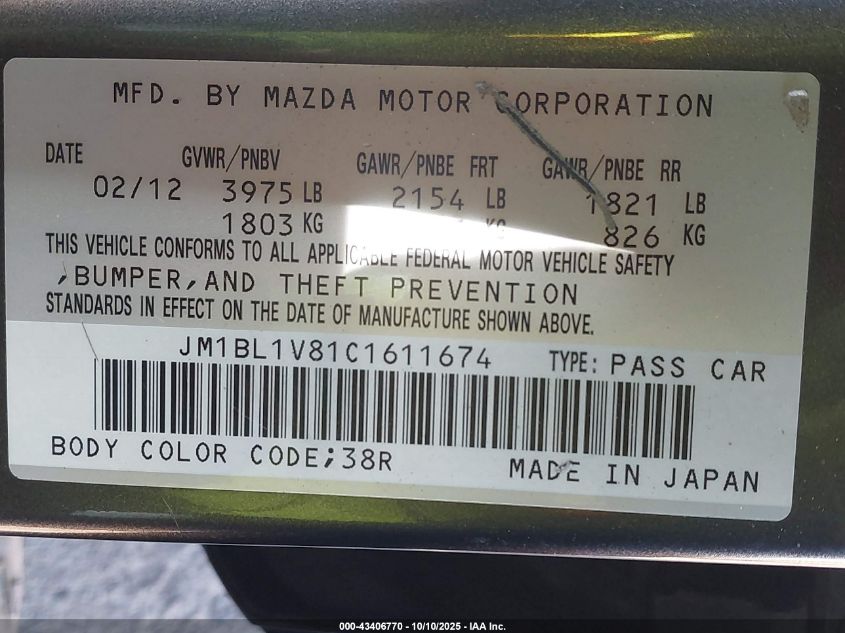 MFD. BY MAZDA MOTOR CORPORATION
DATE GVWR/PNBV GAWR/PNBE FRT GAWR/PNBE RR
02/12 3975 LB 2154 LB 1821 LB
1803 KG KG 826 KG
THIS VEHICLE CONFORMS TO ALL APPLICABLE FEDERAL MOTOR VEHICLE SAFETY
,BUMPER,AND THEFT PREVENTION
STANDARDS IN EFFECT ON THE DATE OF MANUFACTURE SHOWN ABOVE.
JM1BL1V81C1611674 TYPE: PASS CAR
BODY COLOR CODE;38R MADE IN JAPAN
000-43406770 - 10/10/2025 - IAA Inc.